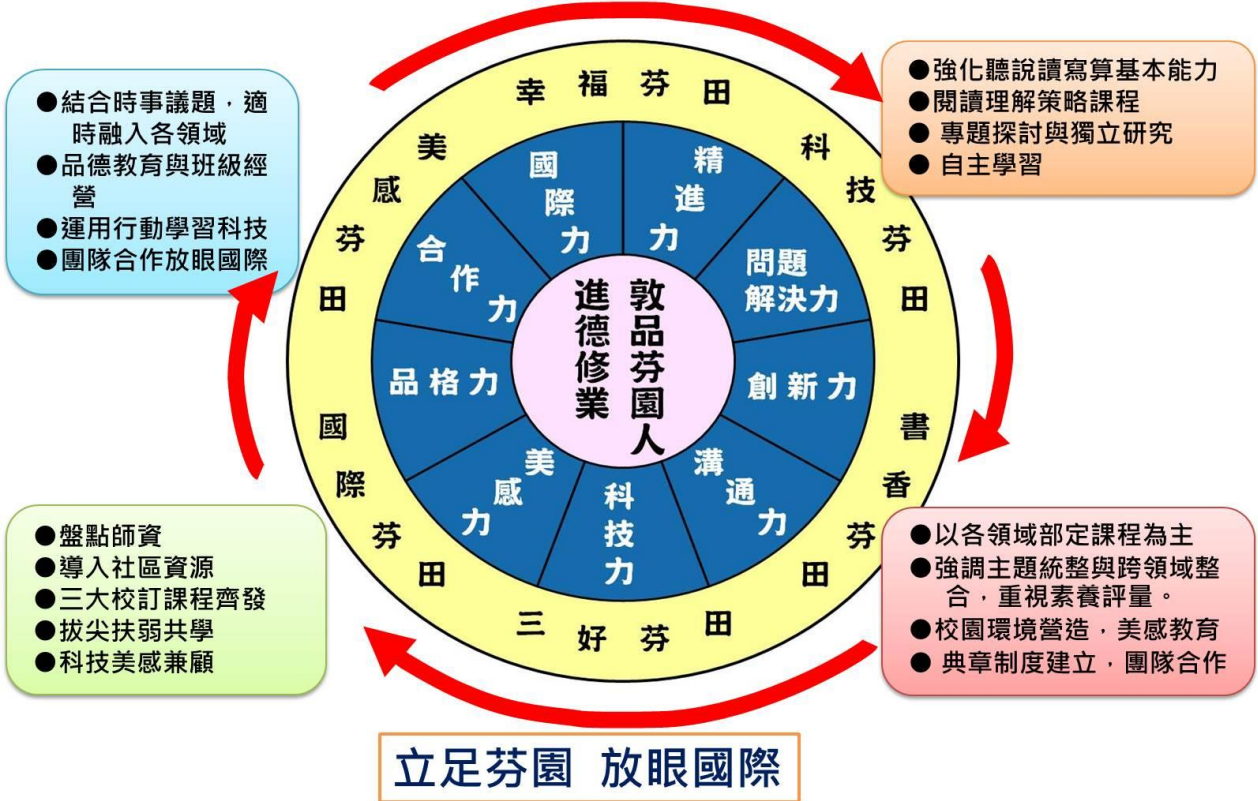 ●結合時事議題，適
時融入各領域
●品德教育與班級經
營
●運用行動學習科技
●團隊合作放眼國際
●強化聽說讀寫算基本能力
●閱讀理解策略課程
● 專題探討與獨立研究
● 自主學習
幸福芬田
科技芬田
書香芬田
三好芬田
國際芬田
美感芬田
國際力
精進力
問題
解決力
創新力
溝通力
科技力
美感力
品格力
合作力
敦品芬園人
進德修業
●盤點師資
●導入社區資源
●三大校訂課程齊發
●拔尖扶弱共學
●科技美感兼顧
●以各領域部定課程為主
●強調主題統整與跨領域整
合，重視素養評量。
●校園環境營造，美感教育
● 典章制度建立，團隊合作
立足芬園 放眼國際